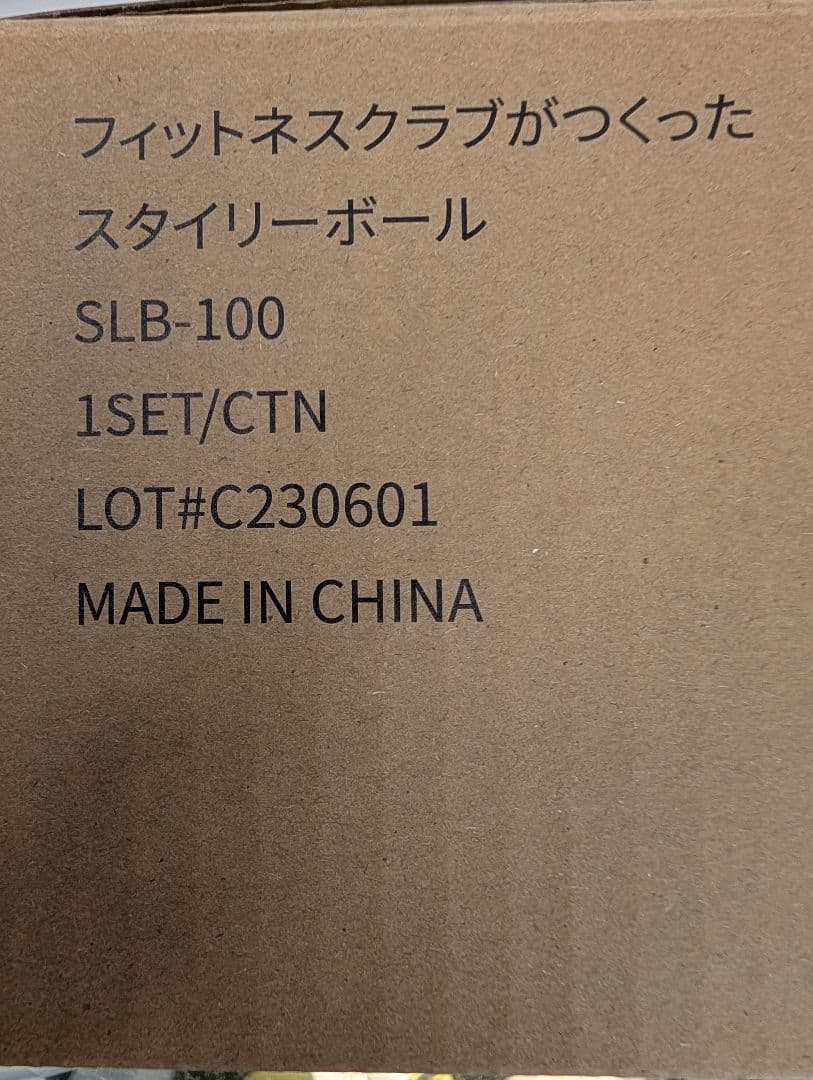 フィットネスクラブがつくった
スタイリーボール
SLB-100
1SET/CTN
LOT#C230601
MADE IN CHINA